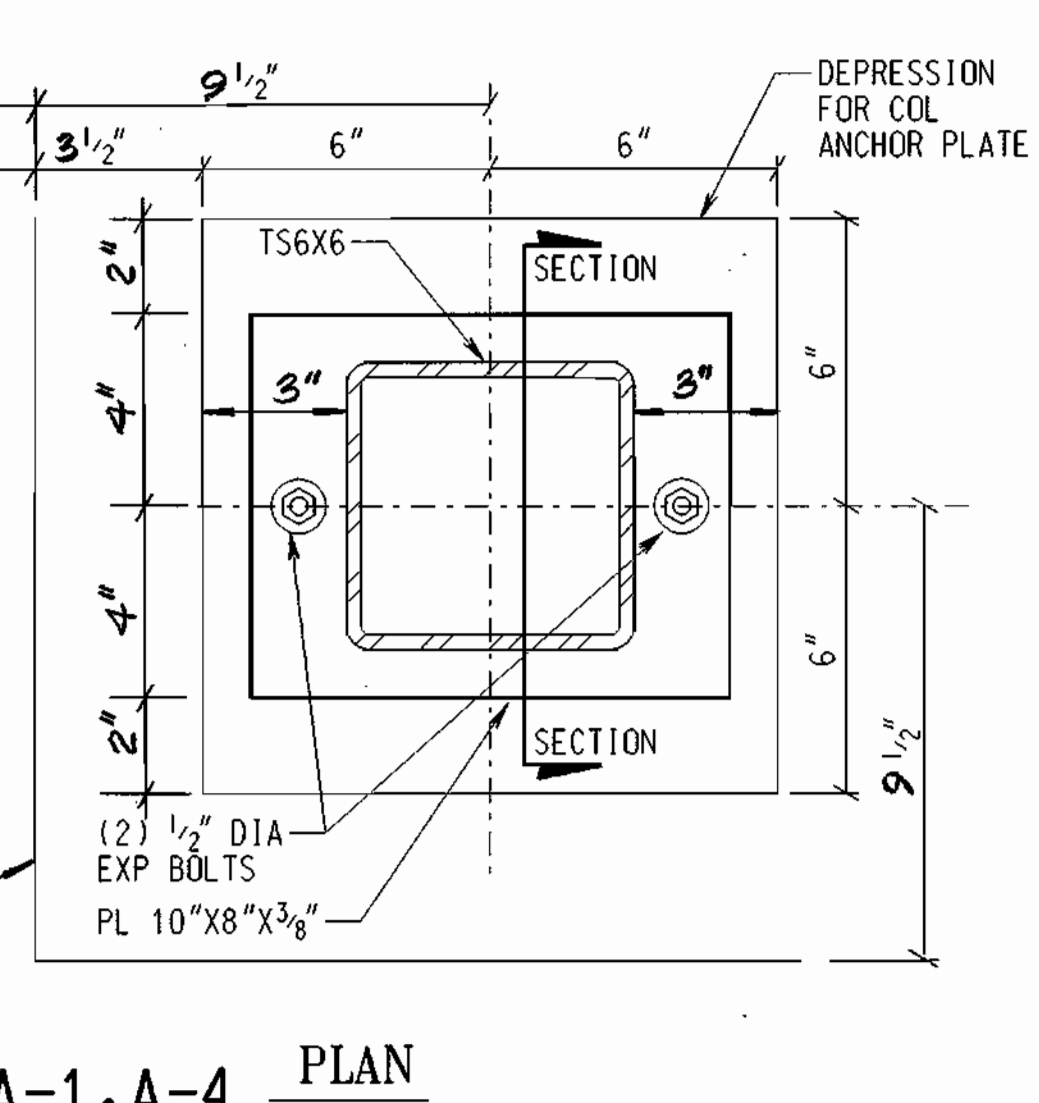 9 1/2"
3 1/2"
6"
6"
DEPRESSION
FOR COL
ANCHOR PLATE
2"
TS6X6
SECTION
4"
3"
3"
6"
4"
6"
2"
SECTION
9 1/2"
(2) 1/2" DIA
EXP BOLTS
PL 10"X8"X3/8"
A-1, A-4
PLAN